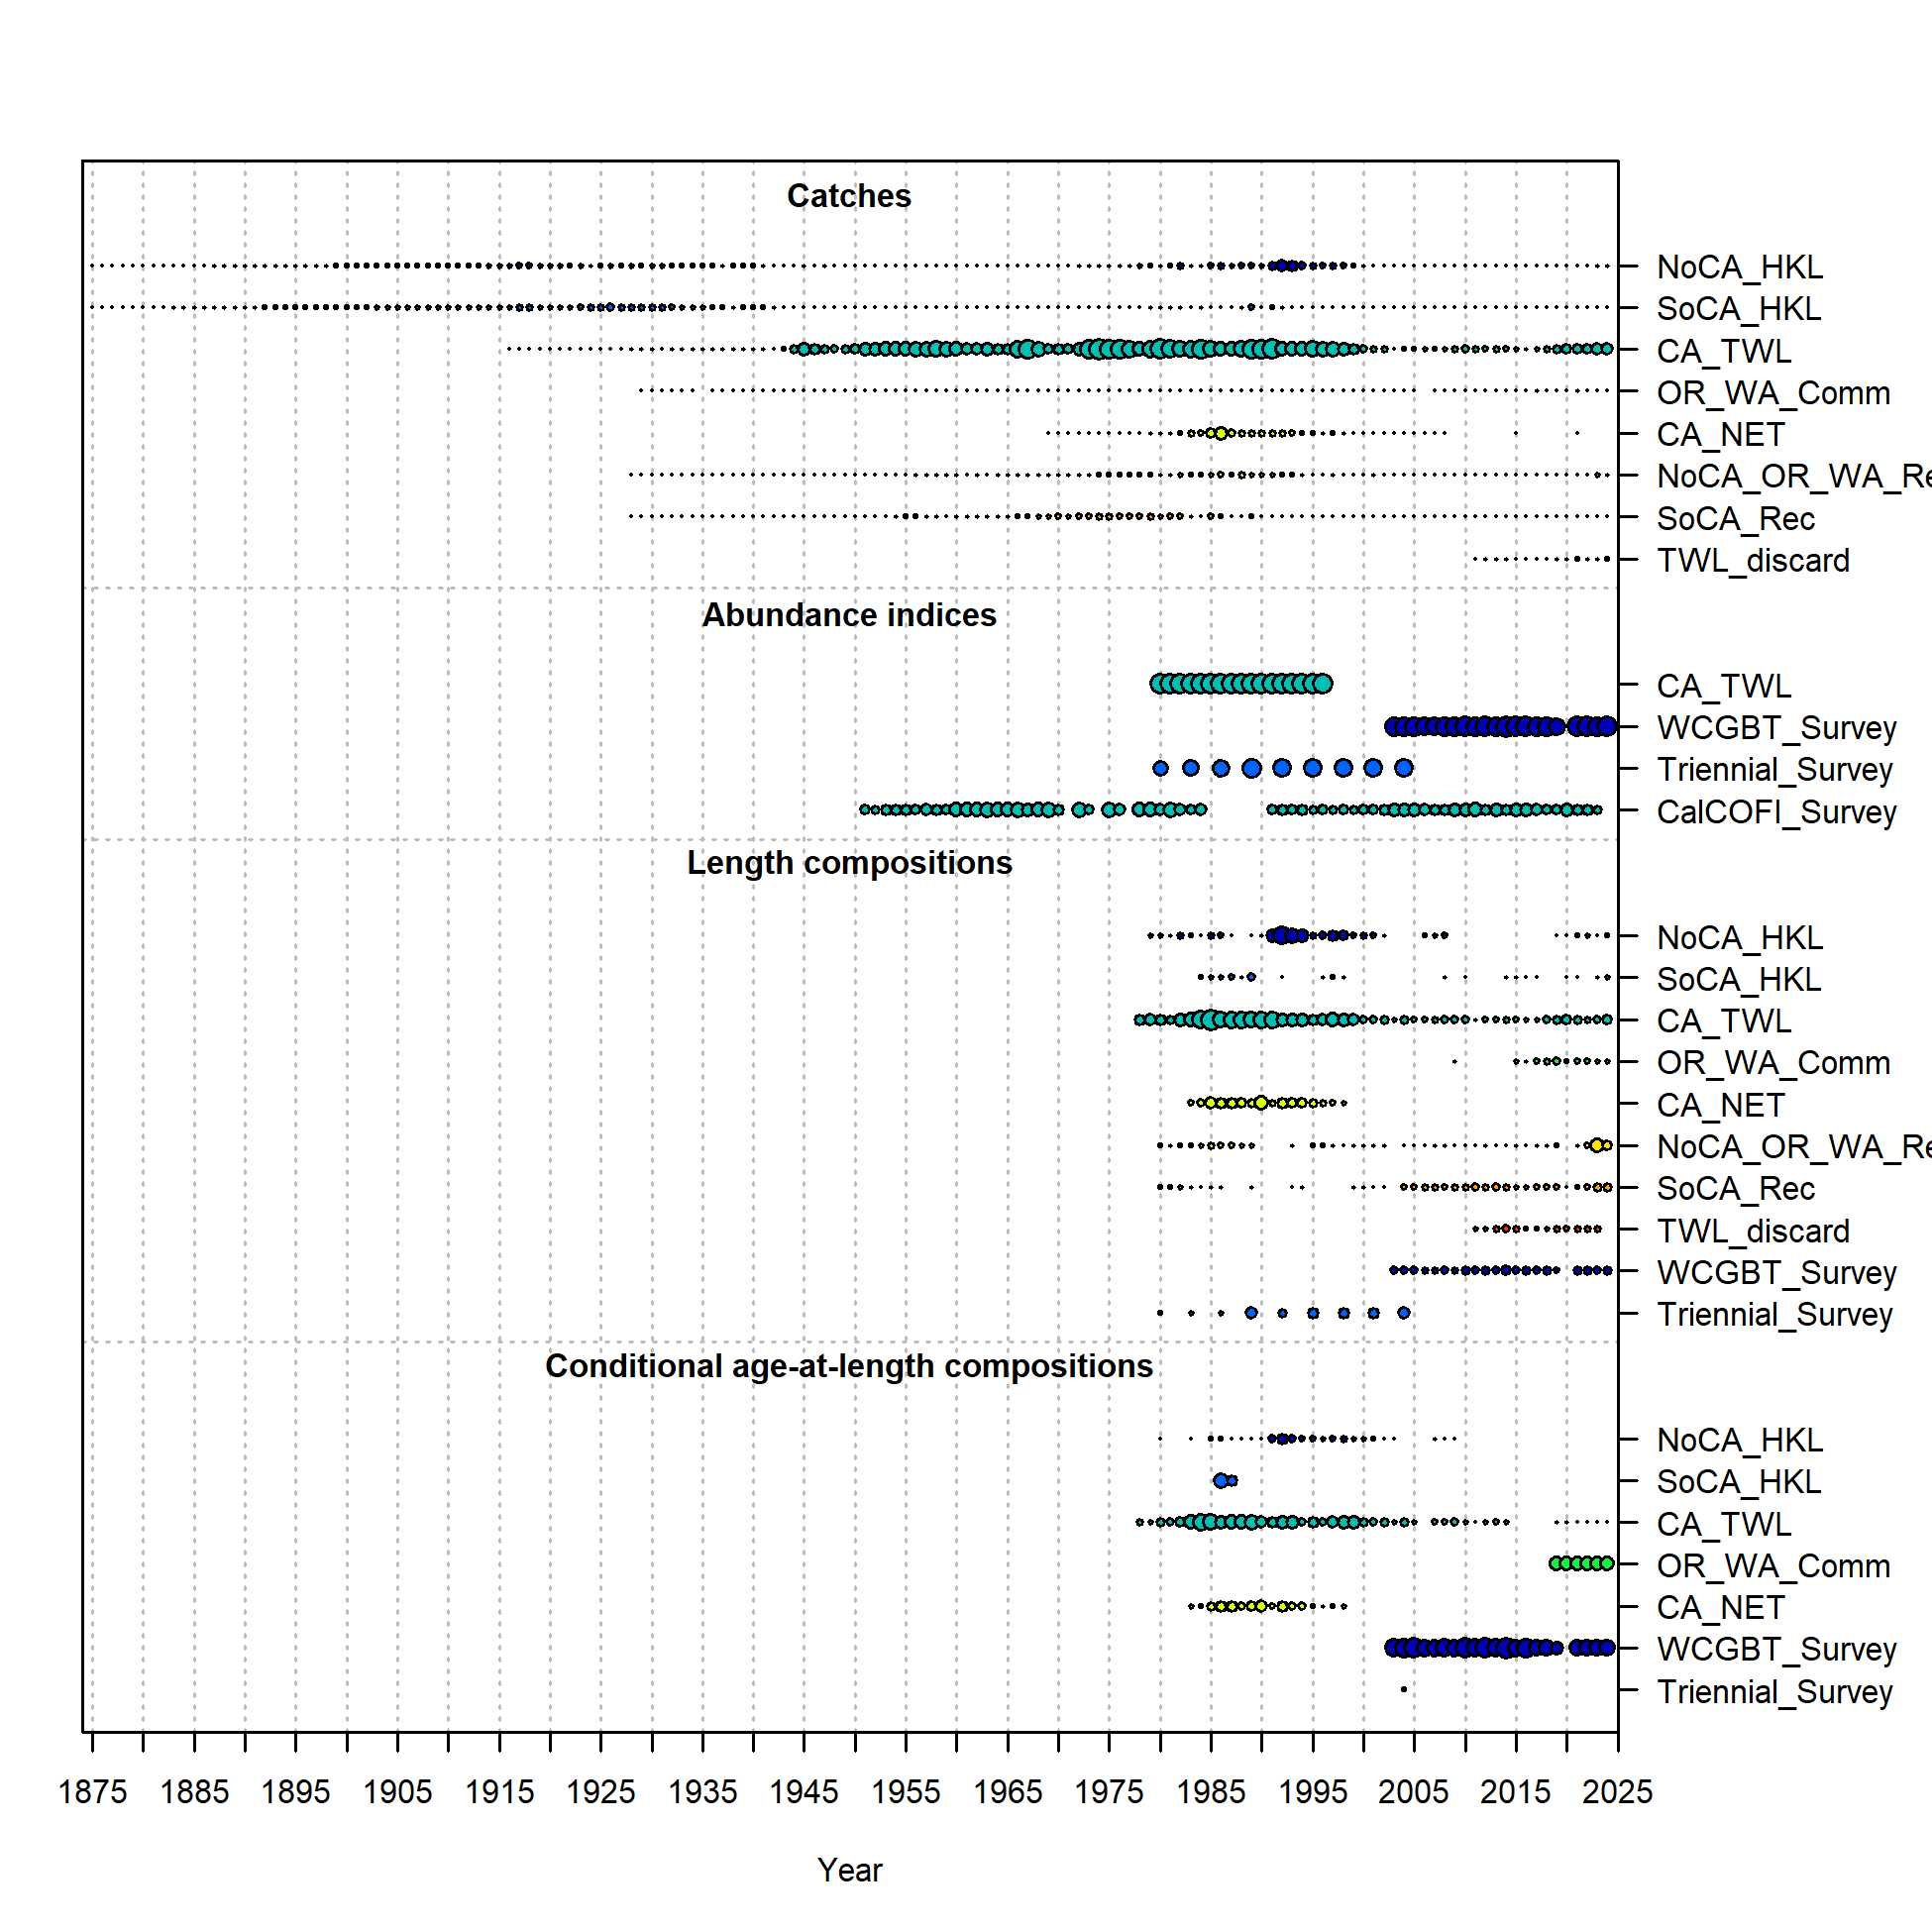 Catches
NoCA_HKL
SoCA_HKL
CA_TWL
OR_WA_Comm
CA_NET
NoCA_OR_WA_Re
SoCA_Rec
TWL_discard
Abundance indices
CA_TWL
WCGBT_Survey
Triennial_Survey
CalCOFI_Survey
Length compositions
NoCA_HKL
SoCA_HKL
CA_TWL
OR_WA_Comm
CA_NET
NoCA_OR_WA_Re
SoCA_Rec
TWL_discard
WCGBT_Survey
Triennial_Survey
Conditional age-at-length compositions
NoCA_HKL
SoCA_HKL
CA_TWL
OR_WA_Comm
CA_NET
WCGBT_Survey
Triennial_Survey
1875 1885 1895 1905 1915 1925 1935 1945 1955 1965 1975 1985 1995 2005 2015 2025
Year